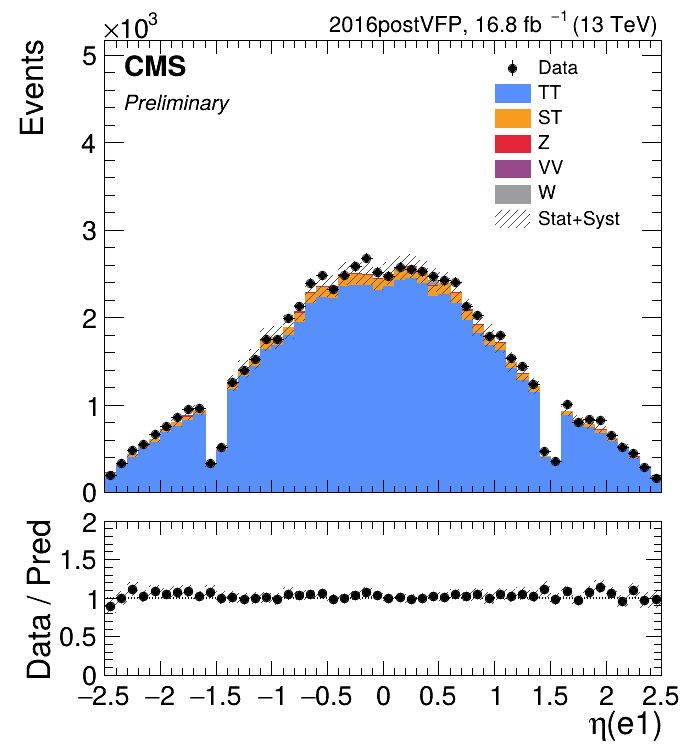 ×10³
2016postVFP, 16.8 fb ⁻¹ (13 TeV)
Events
CMS
Preliminary
Data
TT
ST
Z
VV
W
Stat+Syst
5
4
3
2
1
0
Data / Pred
2
1.5
1
0.5
0
−2.5 −2 −1.5 −1 −0.5 0 0.5 1 1.5 2 2.5
η(e1)